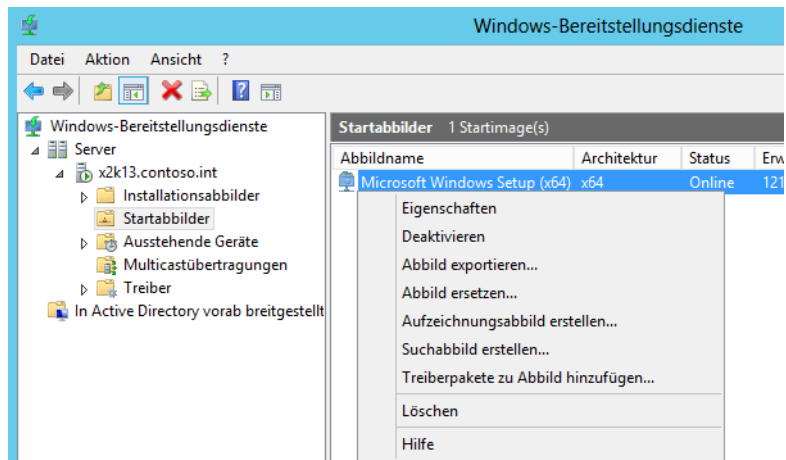 Windows-Bereitstellungsdienste
Datei Aktion Ansicht ?
Windows-Bereitstellungsdienste
Server
x2k13.contoso.int
Installationsabbilder
Startabbilder
Ausstehende Geräte
Multicastübertragungen
Treiber
In Active Directory vorab breitgestellt
Startabbilder 1 Startimage(s)
Abbildname Architektur Status Erw
Microsoft Windows Setup (x64) x64 Online 121
Eigenschaften
Deaktivieren
Abbild exportieren...
Abbild ersetzen...
Aufzeichnungsabbild erstellen...
Suchabbild erstellen...
Treiberpakete zu Abbild hinzufügen...
Löschen
Hilfe